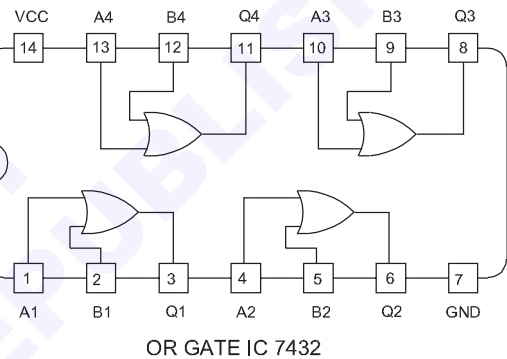 VCC A4 B4 Q4 A3 B3 Q3
14 13 12 11 10 9 8
1 2 3 4 5 6 7
A1 B1 Q1 A2 B2 Q2 GND
OR GATE IC 7432